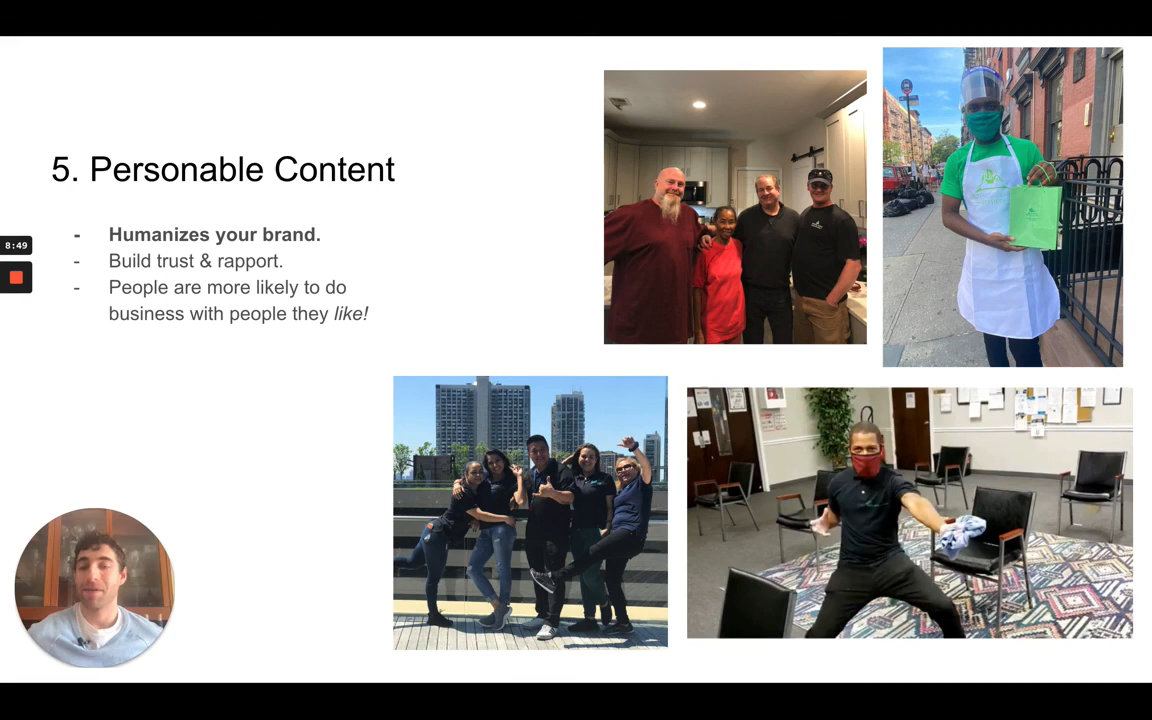 5. Personable Content
- Humanizes your brand.
- Build trust & rapport.
- People are more likely to do
business with people they like!
8:49